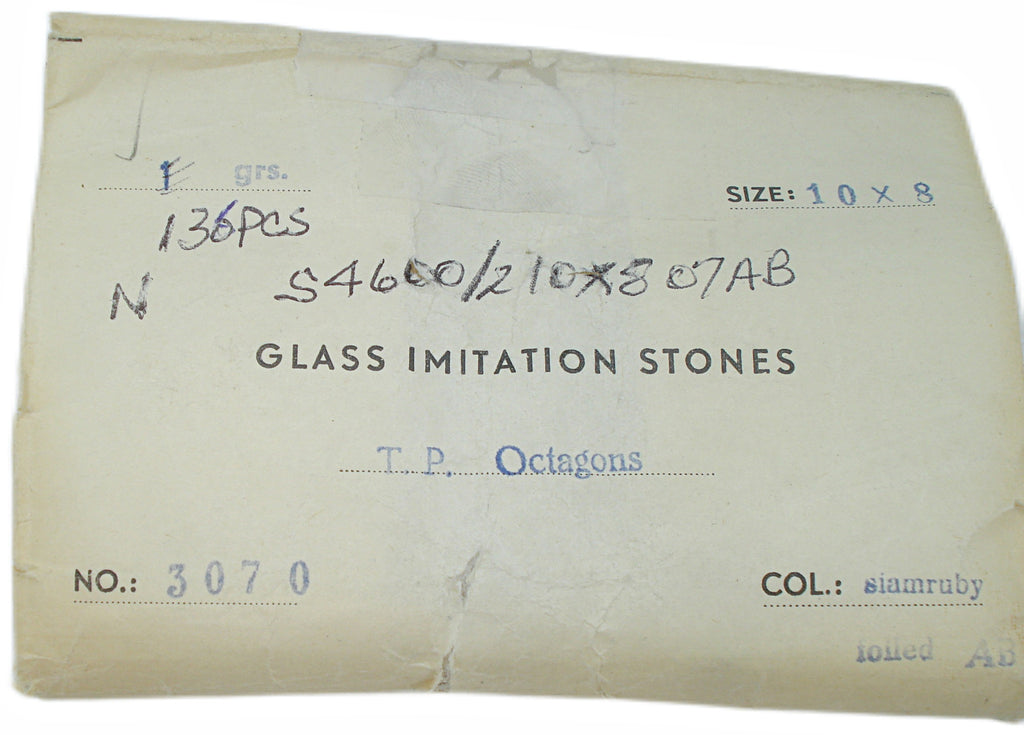 1 grs.
SIZE: 10 X 8
136PCS
N S4600/2 10X8 07AB
GLASS IMITATION STONES
T. P. Octagons
NO.: 3070
COL.: siamruby
foiled AB